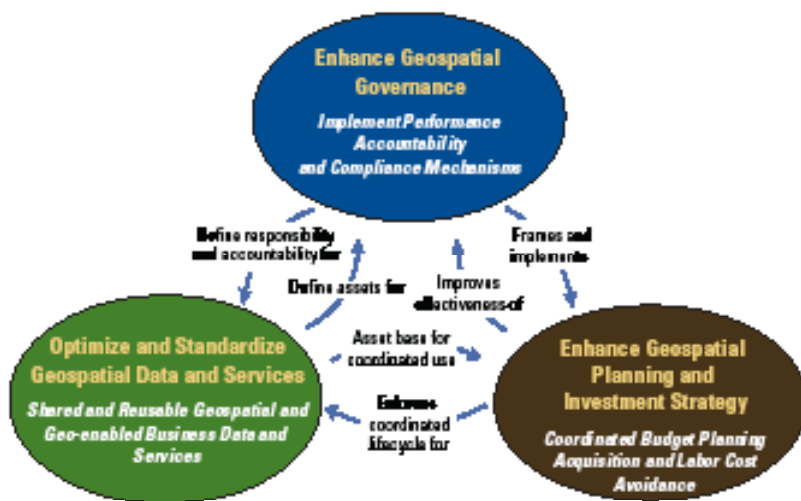 Enhance Geospatial
Governance
Implement Performance
Accountability
and Compliance Mechanisms
Define responsibility
and accountability for
Frames and
implements
Define assets for
Improves
effectiveness of
Optimize and Standardize
Geospatial Data and Services
Shared and Reusable Geospatial and
Geo-enabled Business Data and
Services
Asset base for
coordinated use
coordinated
lifecycle for
Enhance Geospatial
Planning and
Investment Strategy
Coordinated Budget Planning
Acquisition and Labor Cost
Avoidance